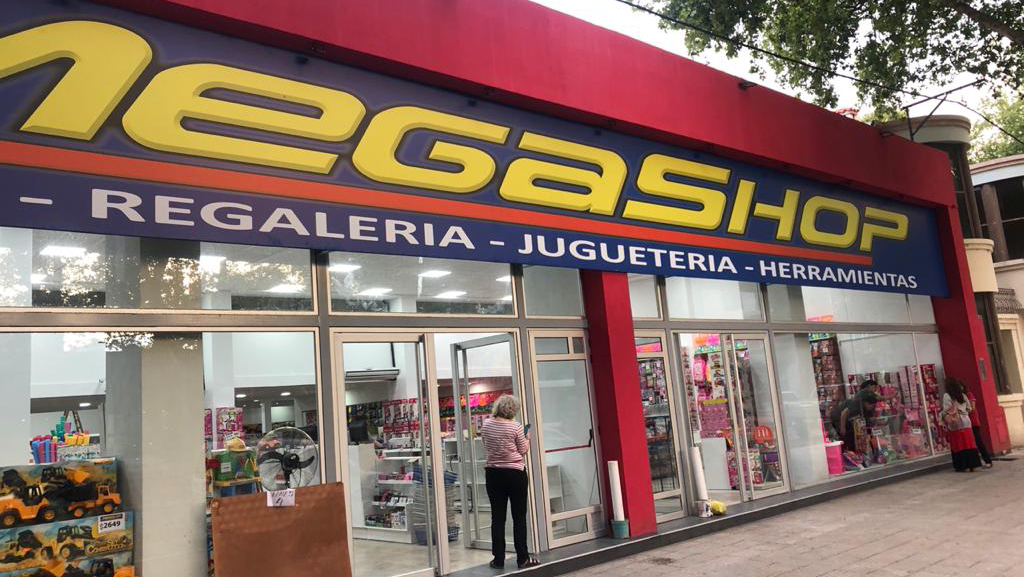 MEGASHOP
- REGALERIA - JUGUETERIA - HERRAMIENTAS
$2649